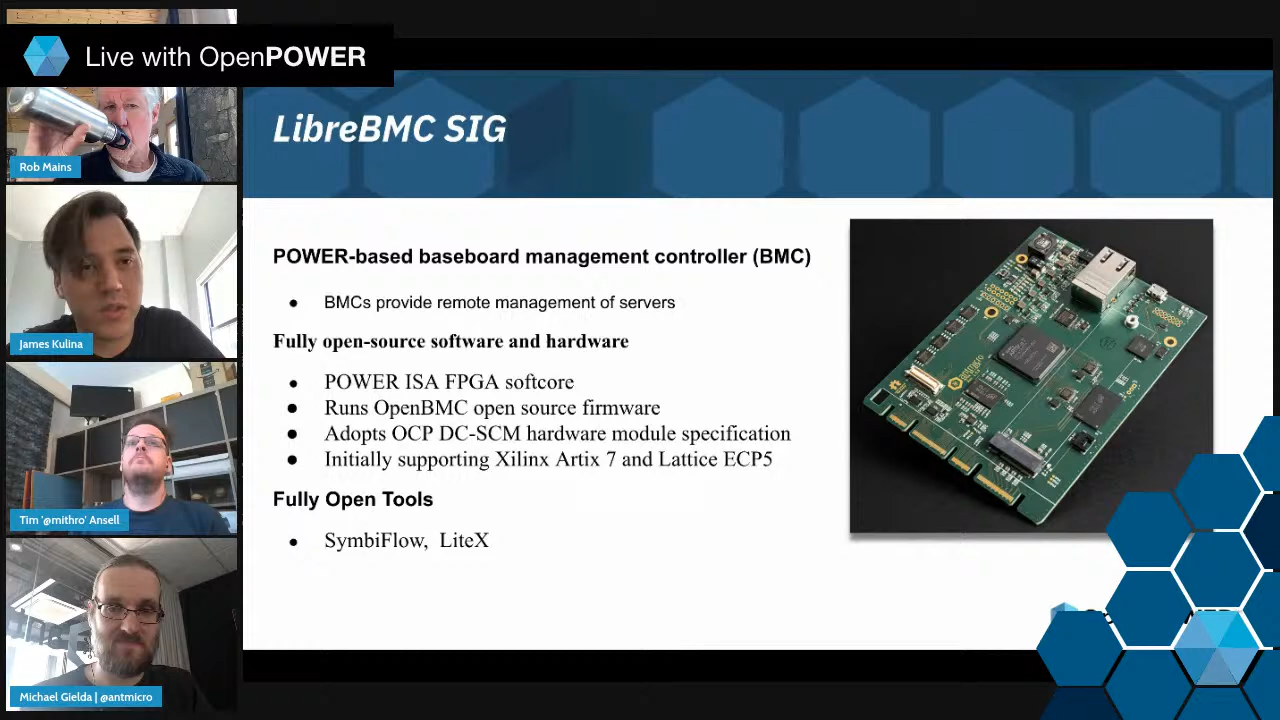 Live with OpenPOWER
Rob Mains
James Kulina
Tim '@mithro' Ansell
Michael Gielda | @antmicro
LibreBMC SIG
POWER-based baseboard management controller (BMC)
• BMCs provide remote management of servers
Fully open-source software and hardware
• POWER ISA FPGA softcore
• Runs OpenBMC open source firmware
• Adopts OCP DC-SCM hardware module specification
• Initially supporting Xilinx Artix 7 and Lattice ECP5
Fully Open Tools
• SymbiFlow, LiteX